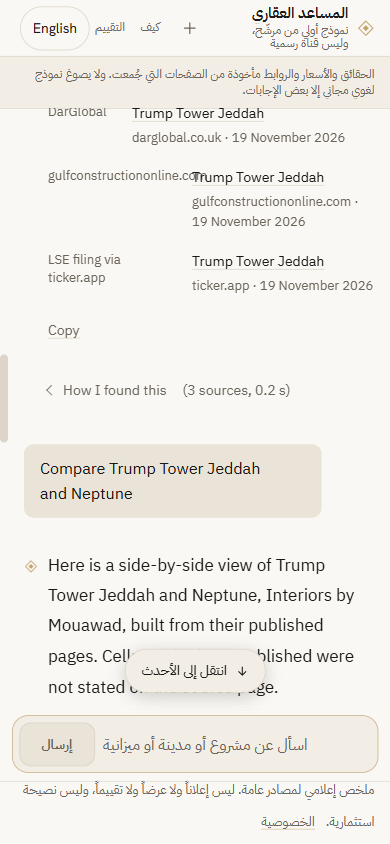 المساعد العقاري
نموذج أولي من مرشّح،
وليس قناة رسمية
+
كيف
التقييم
English
الحقائق والأسعار والروابط مأخوذة من الصفحات التي جُمعت. ولا يصوغ نموذج
لغوي مجاني إلا بعض الإجابات.
DarGlobal
Trump Tower Jeddah
darglobal.co.uk · 19 November 2026
gulfconstructiononline.com
Trump Tower Jeddah
gulfconstructiononline.com ·
19 November 2026
LSE filing via
ticker.app
Trump Tower Jeddah
ticker.app · 19 November 2026
Copy
How I found this (3 sources, 0.2 s)
Compare Trump Tower Jeddah
and Neptune
Here is a side-by-side view of Trump
Tower Jeddah and Neptune, Interiors by
Mouawad, built from their published
pages. were
not stated page.
انتقل إلى الأحدث
اسأل عن مشروع أو مدينة أو ميزانية
إرسال
ملخص إعلامي لمصادر عامة. ليس إعلاناً ولا عرضاً ولا تقييماً، وليس نصيحة
استثمارية. الخصوصية